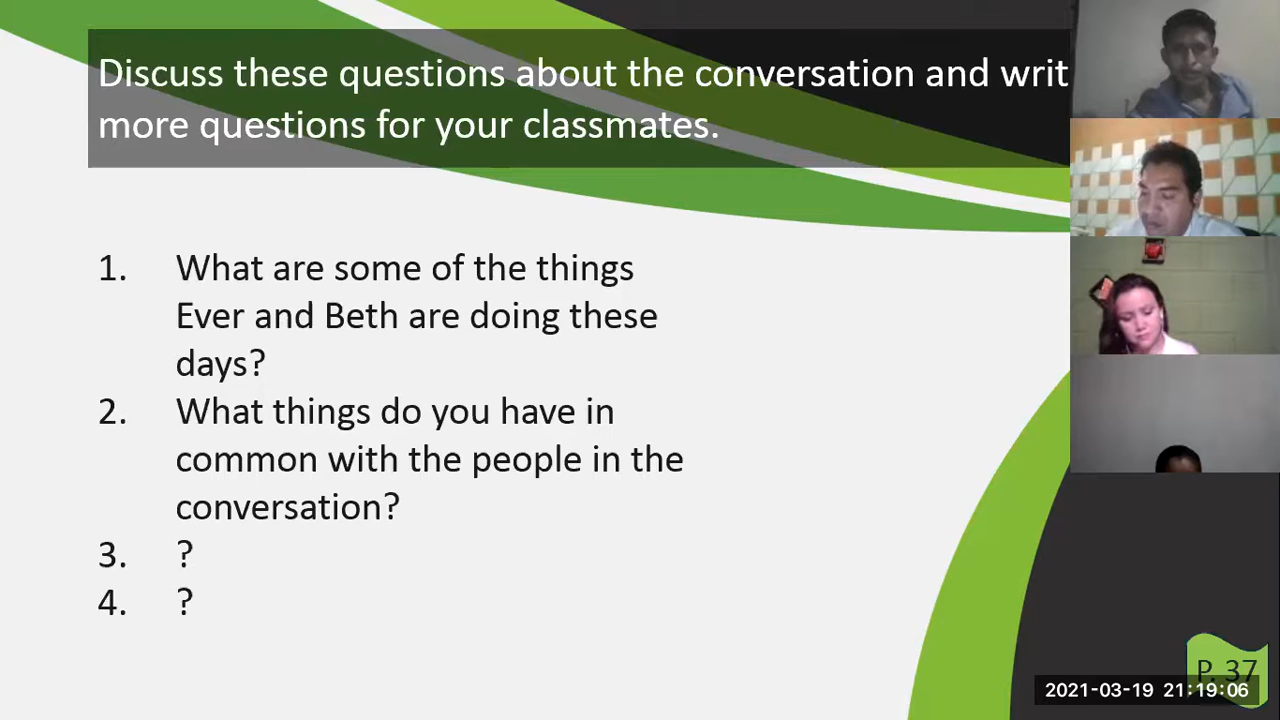 Discuss these questions about the conversation and writ
more questions for your classmates.
1. What are some of the things
Ever and Beth are doing these
days?
2. What things do you have in
common with the people in the
conversation?
3. ?
4. ?
P. 37
2021-03-19 21:19:06